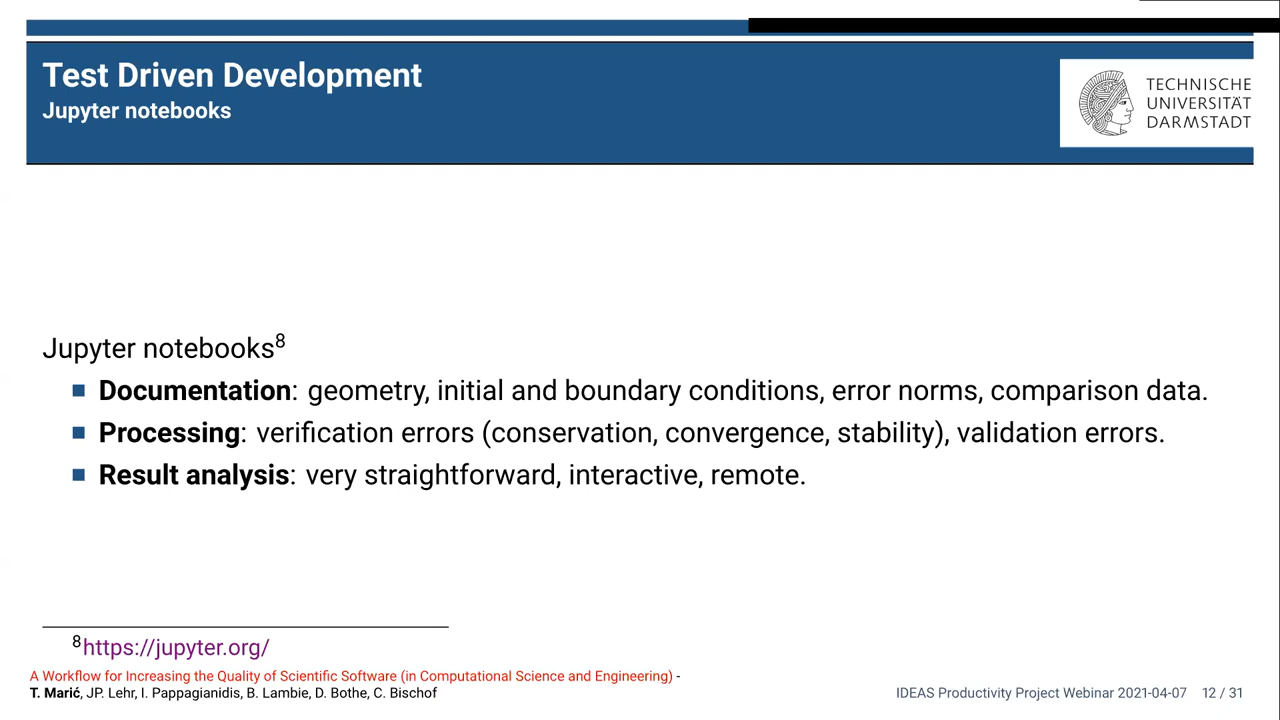 Test Driven Development
Jupyter notebooks
TECHNISCHE
UNIVERSITÄT
DARMSTADT
Jupyter notebooks⁸
Documentation: geometry, initial and boundary conditions, error norms, comparison data.
Processing: verification errors (conservation, convergence, stability), validation errors.
Result analysis: very straightforward, interactive, remote.
⁸https://jupyter.org/
A Workflow for Increasing the Quality of Scientific Software (in Computational Science and Engineering) -
T. Marić, JP. Lehr, I. Pappagianidis, B. Lambie, D. Bothe, C. Bischof
IDEAS Productivity Project Webinar 2021-04-07 12 / 31